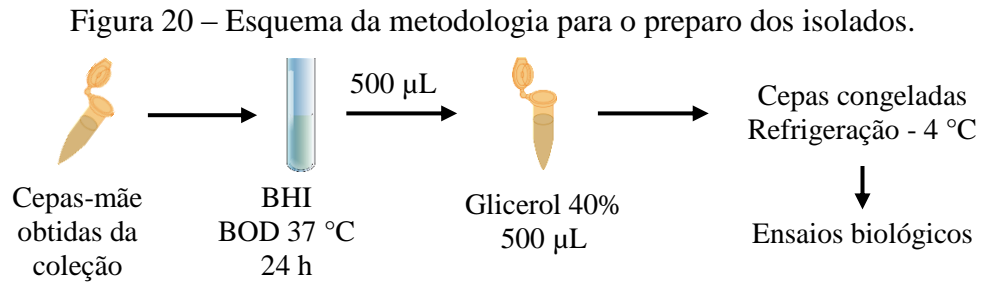 Figura 20 – Esquema da metodologia para o preparo dos isolados.
Cepas-mãe
obtidas da
coleção
BHI
BOD 37 °C
24 h
500 µL
Glicerol 40%
500 µL
Cepas congeladas
Refrigeração - 4 °C
Ensaios biológicos